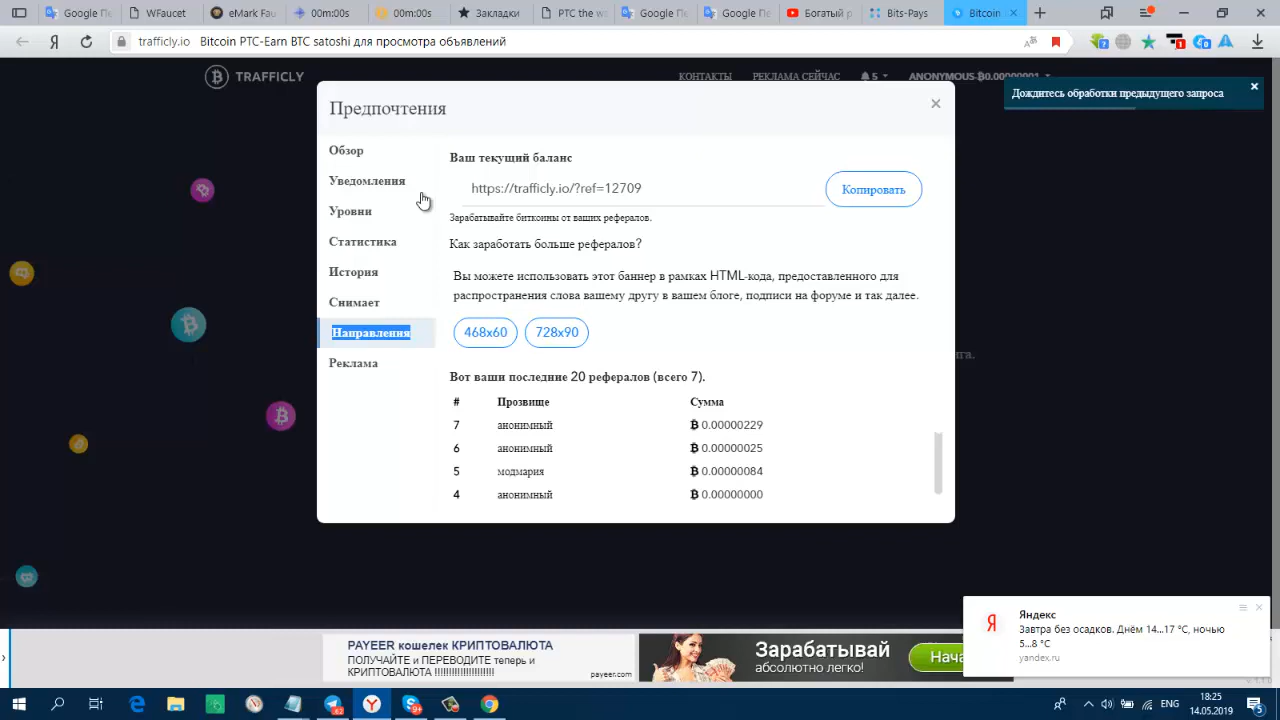 Google Пе
WFaucet
eMark Fau
00m:00s
00m:00s
Закладки
PTC the wo
Google Пе
Google Пе
Богатый р
Bits-Pays
Bitcoin
trafficly.io
Bitcoin PTC-Earn BTC satoshi для просмотра объявлений
TRAFFICLY
КОНТАКТЫ
РЕКЛАМА СЕЙЧАС
5
ANONYMOUS-฿0.00000001
Дождитесь обработки предыдущего запроса
Предпочтения
Обзор
Уведомления
Уровни
Статистика
История
Снимает
Направления
Реклама
Ваш текущий баланс
https://trafficly.io/?ref=12709
Копировать
Зарабатывайте биткоины от ваших рефералов.
Как заработать больше рефералов?
Вы можете использовать этот баннер в рамках HTML-кода, предоставленного для
распространения слова вашему другу в вашем блоге, подписи на форуме и так далее.
468x60
728x90
Вот ваши последние 20 рефералов (всего 7).
# Прозвище Сумма
7 анонимный ฿ 0.00000229
6 анонимный ฿ 0.00000025
5 модмария ฿ 0.00000084
4 анонимный ฿ 0.00000000
нга.
PAYEER кошелек КРИПТОВАЛЮТА
ПОЛУЧАЙТЕ и ПЕРЕВОДИТЕ теперь и
КРИПТОВАЛЮТА !!!!!!!!!!!!!!!!!!!!
payeer.com
Зарабатывай
абсолютно легко!
Нача
Яндекс
Завтра без осадков. Днём 14...17 °C, ночью
5...8 °C
yandex.ru
ENG
18:25
14.05.2019